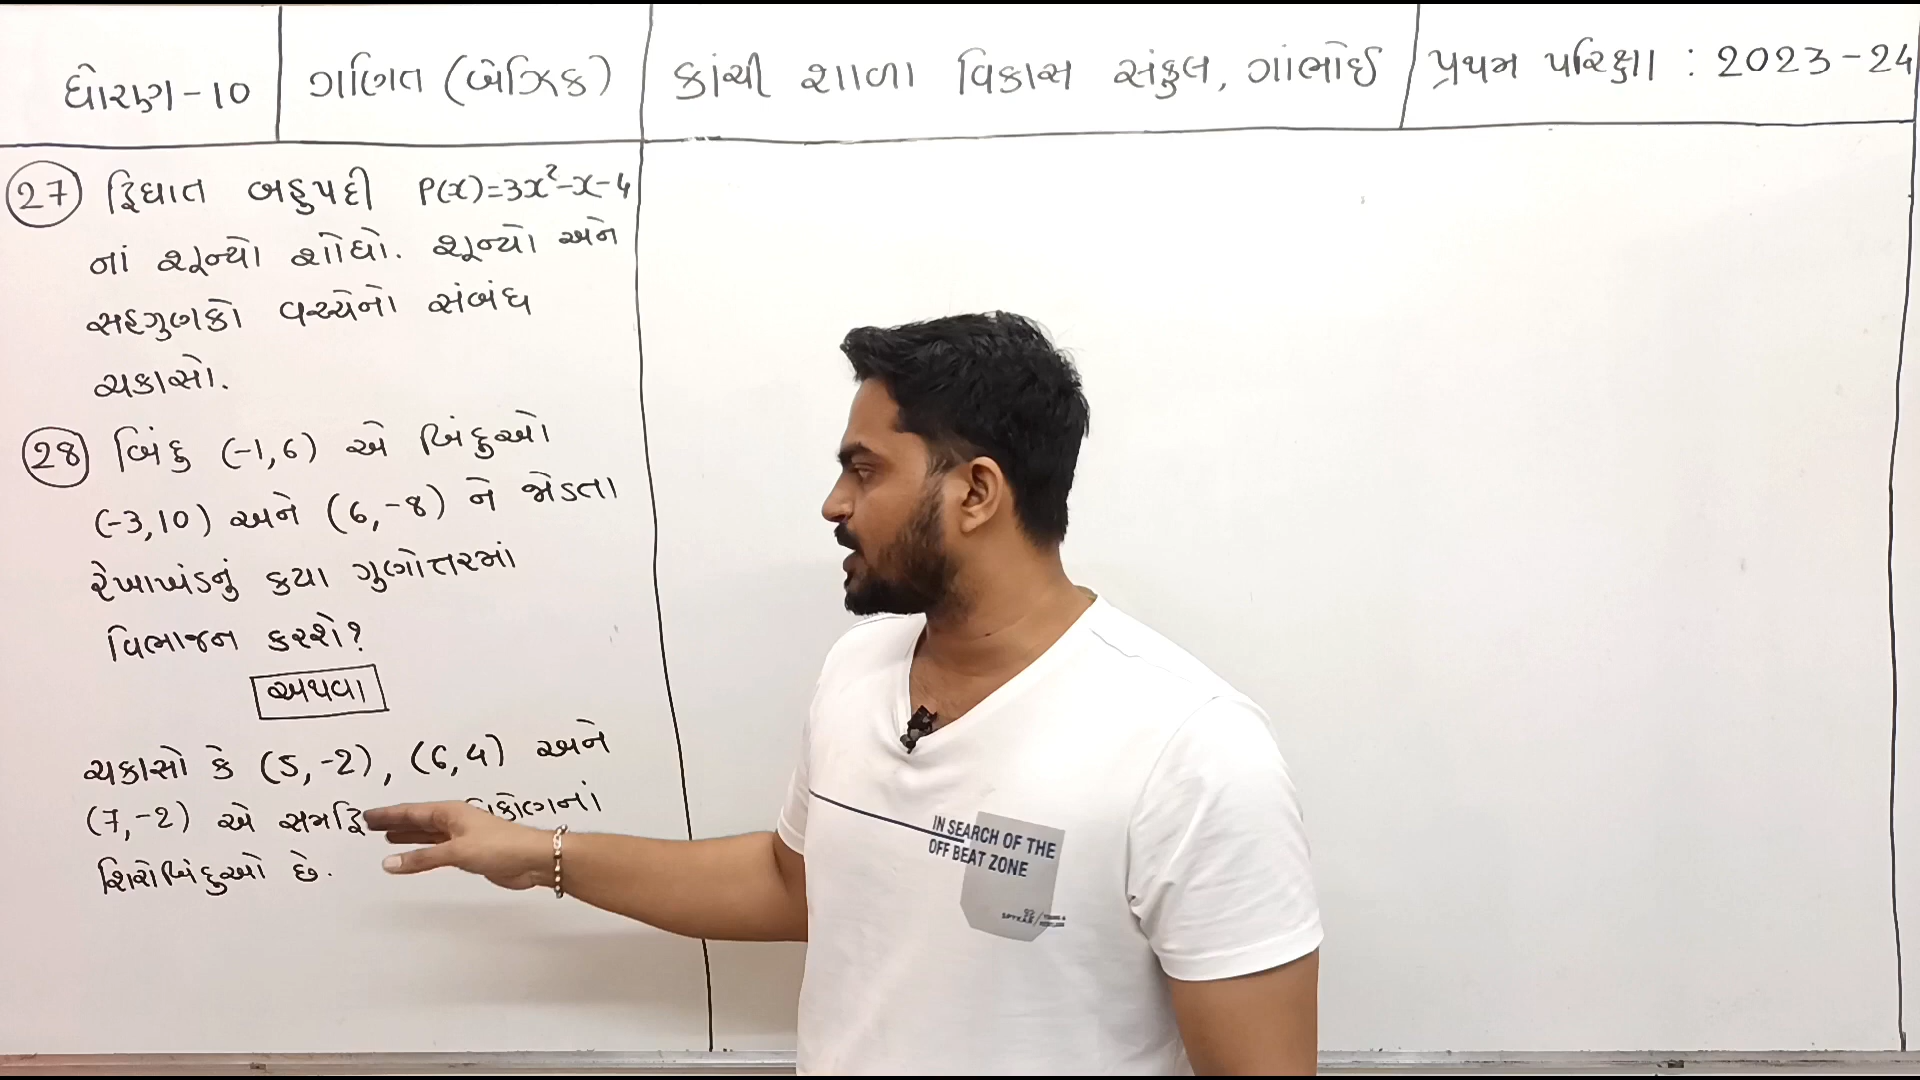 ધોરણ-10
ગણિત (બેઝિક)
કાંચી શાળા વિકાસ સંકુલ, ગાંભોઈ
પ્રથમ પરિક્ષા : 2023-24
27 દ્વિઘાત બહુપદી P(x)=3x²-x-4
નાં શૂન્યો શોધો. શૂન્યો અને
સહગુણકો વચ્ચેનો સંબંધ
ચકાસો.
28 બિંદુ (-1,6) એ બિંદુઓ
(-3,10) અને (6,-8) ને જોડતા
રેખાખંડનું કયા ગુણોત્તરમાં
વિભાજન કરશે?
અથવા
ચકાસો કે (5,-2), (6,4) અને
(7,-2) એ સમદ્વિ
શિરોબિંદુઓ છે.
IN SEARCH OF THE
OFF BEAT ZONE